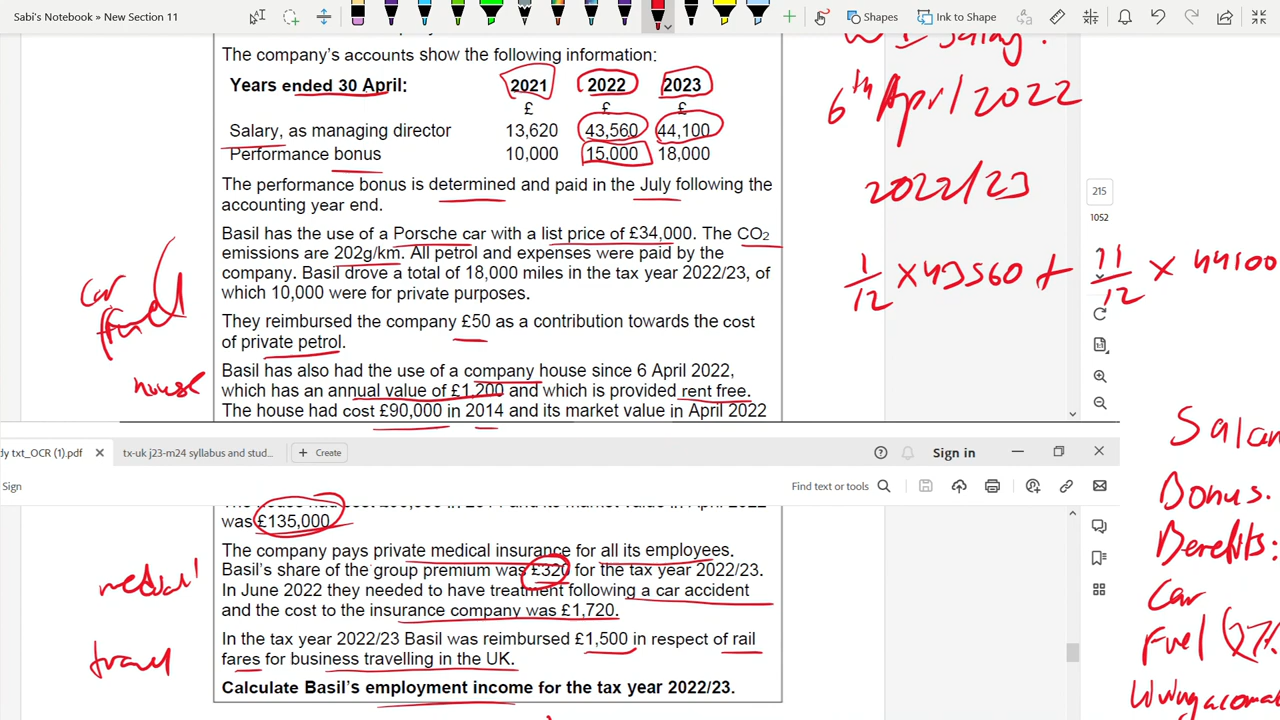 Sabi's Notebook » New Section 11
Shapes
Ink to Shape
The company's accounts show the following information:
Years ended 30 April: 2021 2022 2023
£ £ £
Salary, as managing director 13,620 43,560 44,100
Performance bonus 10,000 15,000 18,000
The performance bonus is determined and paid in the July following the
acounting year end.
Basil has the use of a Porsche car with a list price of £34,000. The CO2
emissions are 202g/km. All petrol and expenses were paid by the
company. Basil drove a total of 18,000 miles in the tax year 2022/23, of
which 10,000 were for private purposes.
They reimbursed the company £50 as a contribution towards the cost
of private petrol.
Basil has also had the use of a company house since 6 April 2022,
which has an annual value of £1,200 and which is provided rent free.
The house had cost £90,000 in 2014 and its market value in April 2022
car
house
Salary:
6th April 2022
2022/23
1/12 ×43560 + 11/12 × 44100
215
1052
dy txt_OCR (1).pdf
tx-uk j23-m24 syllabus and stud...
Create
Sign in
Sign
Find text or tools
was £135,000.
The company pays private medical insurance for all its employees.
Basil's share of the group premium was £320 for the tax year 2022/23.
In June 2022 they needed to have treatment following a car accident
and the cost to the insurance company was £1,720.
In the tax year 2022/23 Basil was reimbursed £1,500 in respect of rail
fares for business travelling in the UK.
Calculate Basil's employment income for the tax year 2022/23.
travel
Bonus.
Benefits:
Car
Fuel (27%